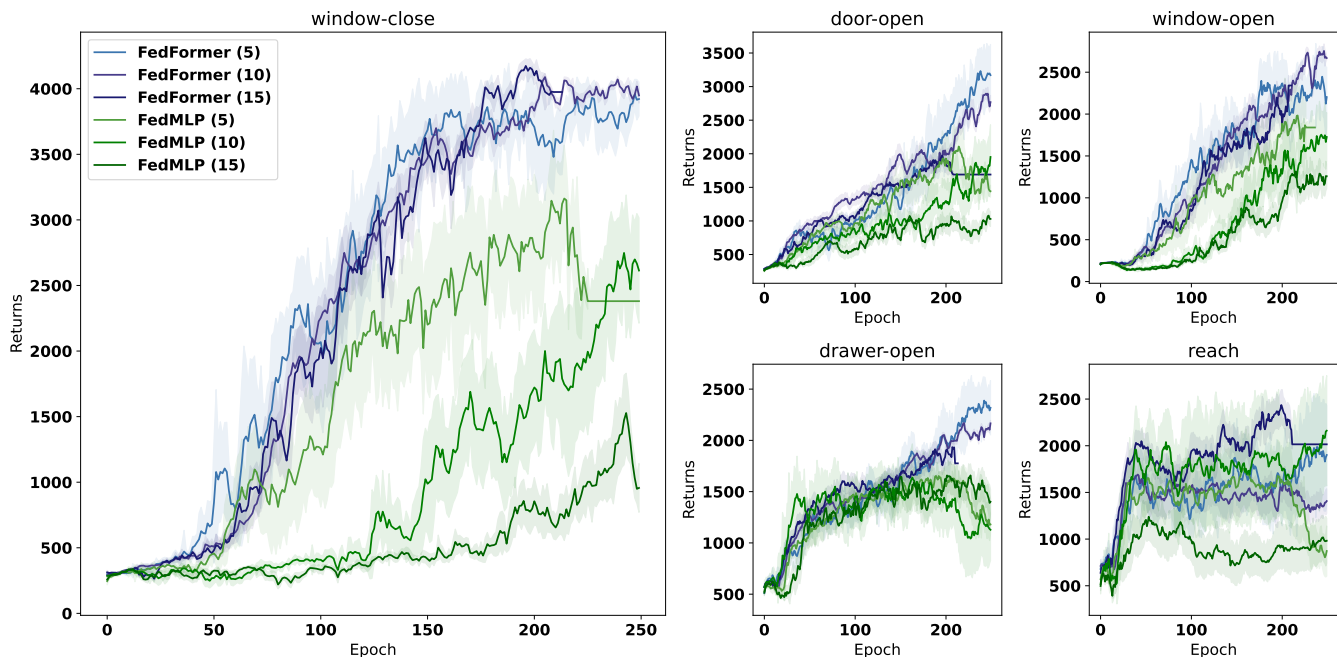 window-close
FedFormer (5)
FedFormer (10)
FedFormer (15)
FedMLP (5)
FedMLP (10)
FedMLP (15)
4000
3500
3000
2500
2000
1500
1000
500
0
Returns
0 50 100 150 200 250
Epoch
door-open
3500
3000
2500
2000
1500
1000
500
Returns
0 100 200
Epoch
window-open
2500
2000
1500
1000
500
0
Returns
0 100 200
Epoch
drawer-open
2500
2000
1500
1000
500
Returns
0 100 200
Epoch
reach
2500
2000
1500
1000
500
Returns
0 100 200
Epoch